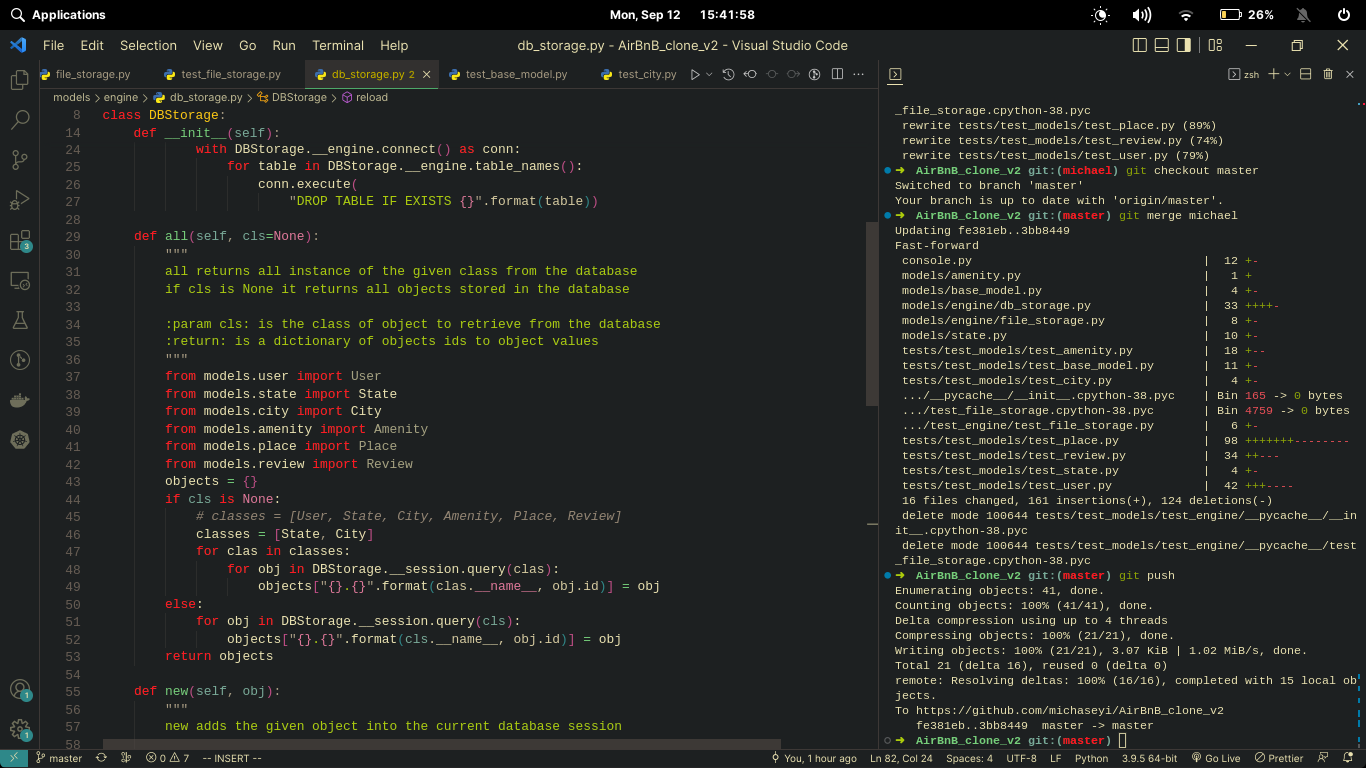 Applications
Mon, Sep 12 15:41:58
26%
File Edit Selection View Go Run Terminal Help
db_storage.py - AirBnB_clone_v2 - Visual Studio Code
file_storage.py test_file_storage.py db_storage.py 2 test_base_model.py test_city.py
models > engine > db_storage.py > DBStorage > reload
8 class DBStorage:
14 def __init__(self):
24 with DBStorage.__engine.connect() as conn:
25 for table in DBStorage.__engine.table_names():
26 conn.execute(
27 "DROP TABLE IF EXISTS {}".format(table))
28
29 def all(self, cls=None):
30 """
31 all returns all instance of the given class from the database
32 if cls is None it returns all objects stored in the database
33
34 :param cls: is the class of object to retrieve from the database
35 :return: is a dictionary of objects ids to object values
36 """
37 from models.user import User
38 from models.state import State
39 from models.city import City
40 from models.amenity import Amenity
41 from models.place import Place
42 from models.review import Review
43 objects = {}
44 if cls is None:
45 # classes = [User, State, City, Amenity, Place, Review]
46 classes = [State, City]
47 for clas in classes:
48 for obj in DBStorage.__session.query(clas):
49 objects["{}.{}".format(clas.__name__, obj.id)] = obj
50 else:
51 for obj in DBStorage.__session.query(cls):
52 objects["{}.{}".format(cls.__name__, obj.id)] = obj
53 return objects
54
55 def new(self, obj):
56 """
57 new adds the given object into the current database session
58
3
1
1
zsh
_file_storage.cpython-38.pyc
rewrite tests/test_models/test_place.py (89%)
rewrite tests/test_models/test_review.py (74%)
rewrite tests/test_models/test_user.py (79%)
➜ AirBnB_clone_v2 git:(michael) git checkout master
Switched to branch 'master'
Your branch is up to date with 'origin/master'.
➜ AirBnB_clone_v2 git:(master) git merge michael
Updating fe381eb..3bb8449
Fast-forward
console.py | 12 +-
models/amenity.py | 1 +
models/base_model.py | 4 +-
models/engine/db_storage.py | 33 ++++-
models/engine/file_storage.py | 8 +-
models/state.py | 10 +-
tests/test_models/test_amenity.py | 18 +--
tests/test_models/test_base_model.py | 11 +-
tests/test_models/test_city.py | 4 +-
.../__pycache__/__init__.cpython-38.pyc | Bin 165 -> 0 bytes
.../test_file_storage.cpython-38.pyc | Bin 4759 -> 0 bytes
.../test_engine/test_file_storage.py | 6 +-
tests/test_models/test_place.py | 98 +++++++--------
tests/test_models/test_review.py | 34 ++---
tests/test_models/test_state.py | 4 +-
tests/test_models/test_user.py | 42 +++----
16 files changed, 161 insertions(+), 124 deletions(-)
delete mode 100644 tests/test_models/test_engine/__pycache__/__in
it__.cpython-38.pyc
delete mode 100644 tests/test_models/test_engine/__pycache__/test
_file_storage.cpython-38.pyc
➜ AirBnB_clone_v2 git:(master) git push
Enumerating objects: 41, done.
Counting objects: 100% (41/41), done.
Delta compression using up to 4 threads
Compressing objects: 100% (21/21), done.
Writing objects: 100% (21/21), 3.07 KiB | 1.02 MiB/s, done.
Total 21 (delta 16), reused 0 (delta 0)
remote: Resolving deltas: 100% (16/16), completed with 15 local ob
jects.
To https://github.com/michaseyi/AirBnB_clone_v2
fe381eb..3bb8449 master -> master
➜ AirBnB_clone_v2 git:(master)
master 0 7 -- INSERT -- You, 1 hour ago Ln 82, Col 24 Spaces: 4 UTF-8 LF Python 3.9.5 64-bit Go Live Prettier